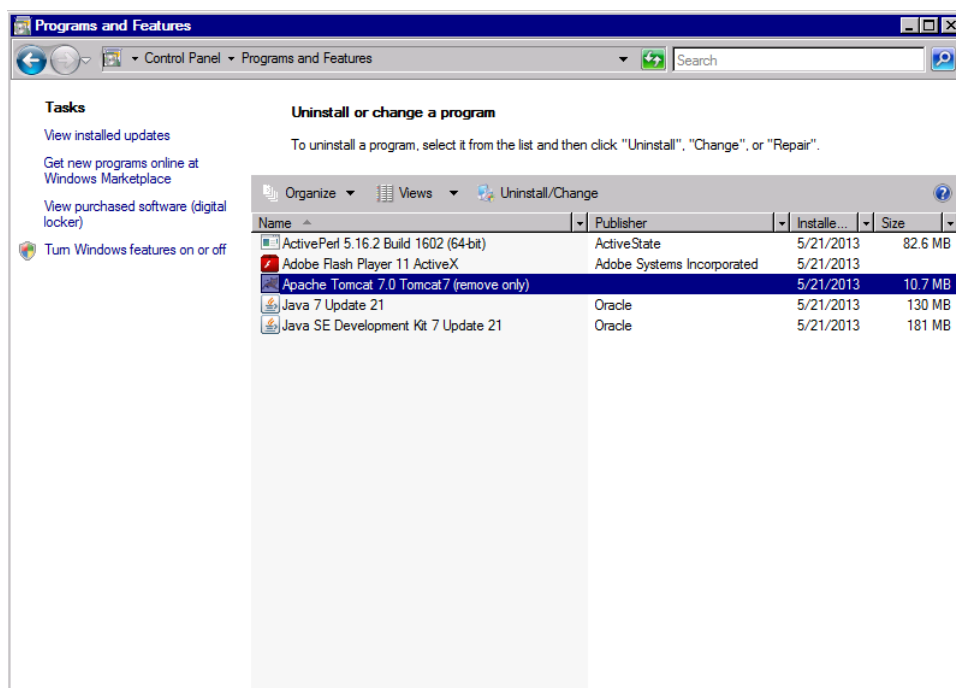 Programs and Features
Control Panel Programs and Features Search
Tasks
View installed updates
Get new programs online at
Windows Marketplace
View purchased software (digital
locker)
Turn Windows features on or off
Uninstall or change a program
To uninstall a program, select it from the list and then click "Uninstall", "Change", or "Repair".
Organize Views Uninstall/Change
Name Publisher Installe... Size
ActivePerl 5.16.2 Build 1602 (64-bit) ActiveState 5/21/2013 82.6 MB
Adobe Flash Player 11 ActiveX Adobe Systems Incorporated 5/21/2013
Apache Tomcat 7.0 Tomcat7 (remove only) 5/21/2013 10.7 MB
Java 7 Update 21 Oracle 5/21/2013 130 MB
Java SE Development Kit 7 Update 21 Oracle 5/21/2013 181 MB